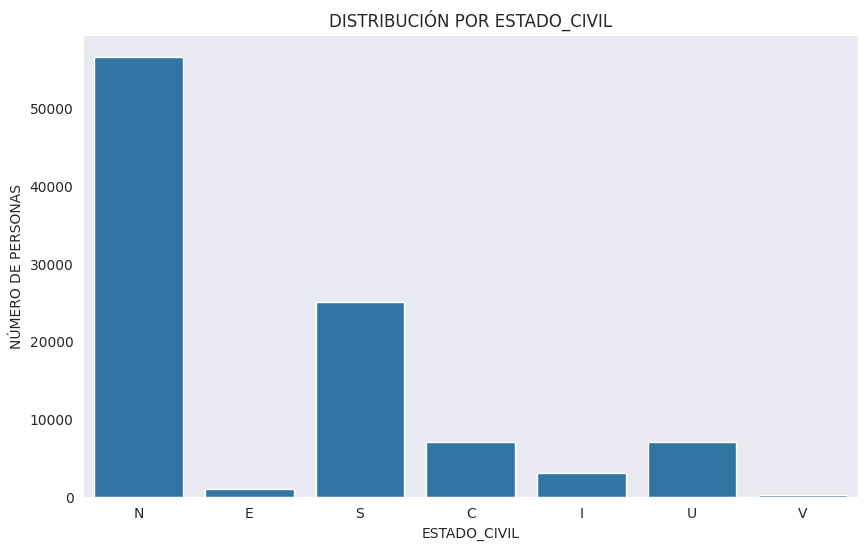 DISTRIBUCIÓN POR ESTADO_CIVIL
NÚMERO DE PERSONAS
50000
40000
30000
20000
10000
0
N E S C I U V
ESTADO_CIVIL